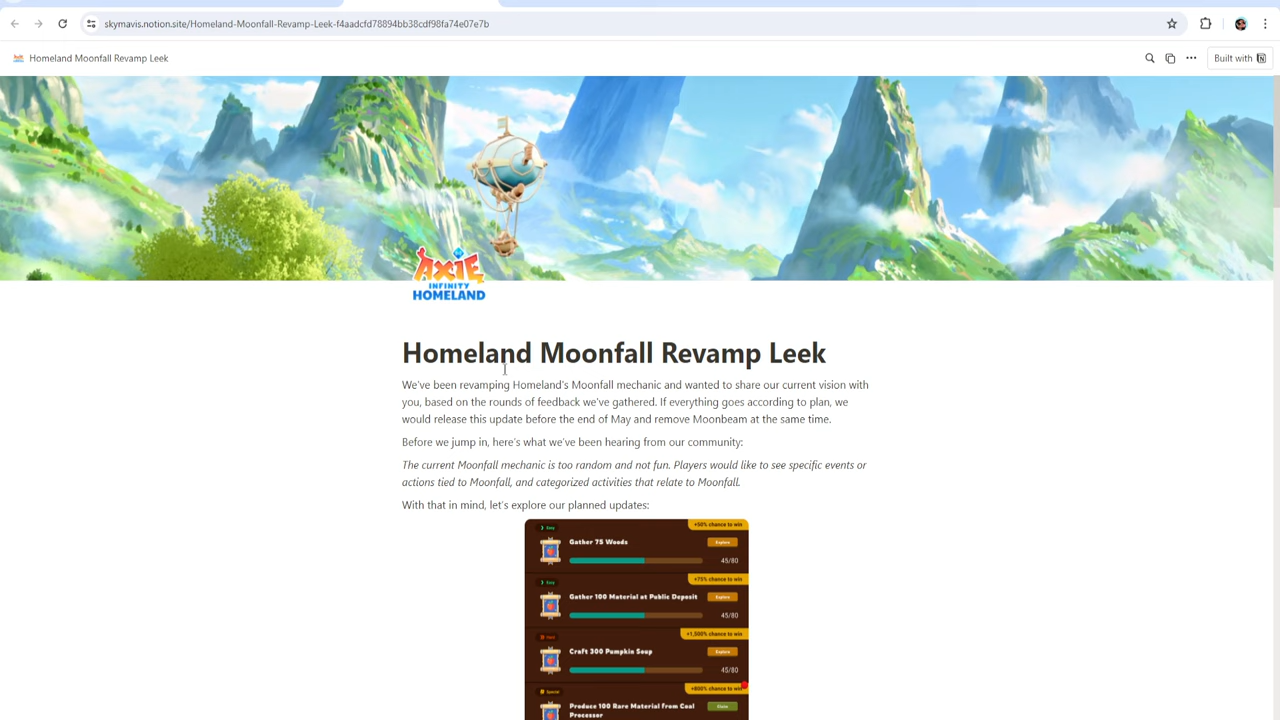 skymavis.notion.site/Homeland-Moonfall-Revamp-Leek-f4aadcfd78894bb38cdf98fa74e07e7b
Homeland Moonfall Revamp Leek
Built with
AXIE
INFINITY
HOMELAND
Homeland Moonfall Revamp Leek
We've been revamping Homeland's Moonfall mechanic and wanted to share our current vision with
you, based on the rounds of feedback we've gathered. If everything goes according to plan, we
would release this update before the end of May and remove Moonbeam at the same time.
Before we jump in, here's what we've been hearing from our community:
The current Moonfall mechanic is too random and not fun. Players would like to see specific events or
actions tied to Moonfall, and categorized activities that relate to Moonfall.
With that in mind, let's explore our planned updates:
Easy
+50% chance to win
Gather 75 Woods
Explore
45/80
Easy
+75% chance to win
Gather 100 Material at Public Deposit
Explore
45/80
Hard
+1,500% chance to win
Craft 300 Pumpkin Soup
Explore
45/80
Special
+800% chance to win
Produce 100 Rare Material from Coal
Processor
Claim